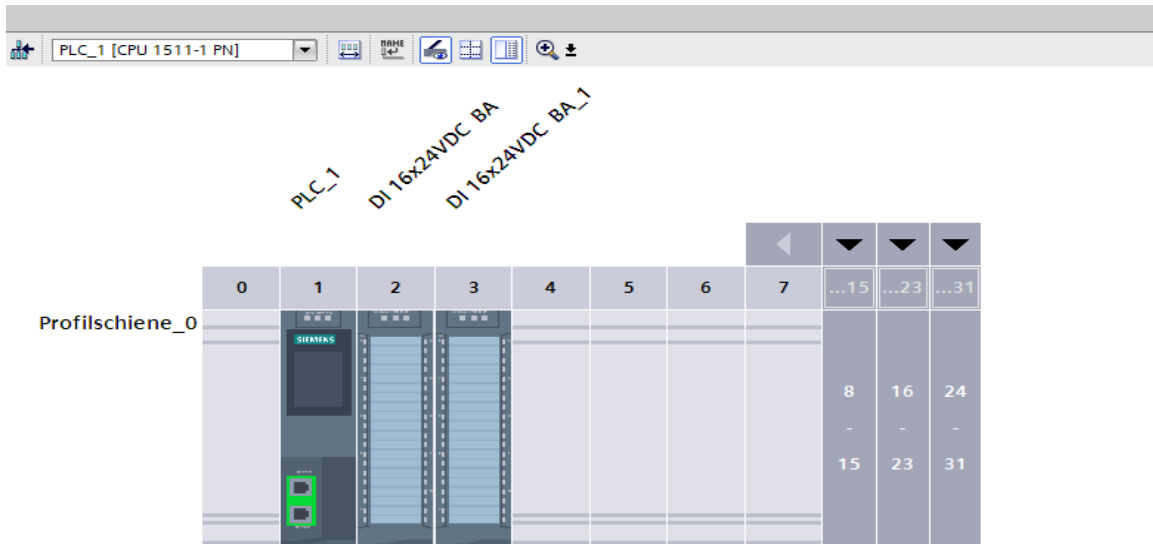 PLC_1 [CPU 1511-1 PN]
NAME
PLC_1
DI 16x24VDC BA
DI 16x24VDC BA_1
0 1 2 3 4 5 6 7 ...15 ...23 ...31
Profilschiene_0
SIEMENS
8 16 24
- - -
15 23 31